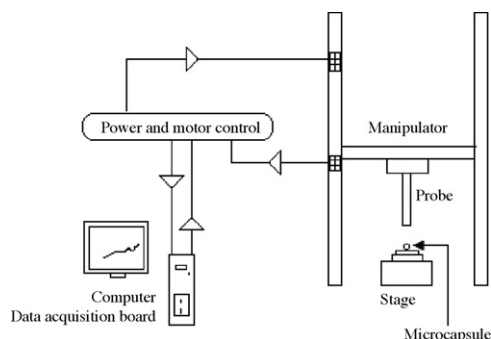 Power and motor control
Manipulator
Probe
Computer
Data acquisition board
Stage
Microcapsule